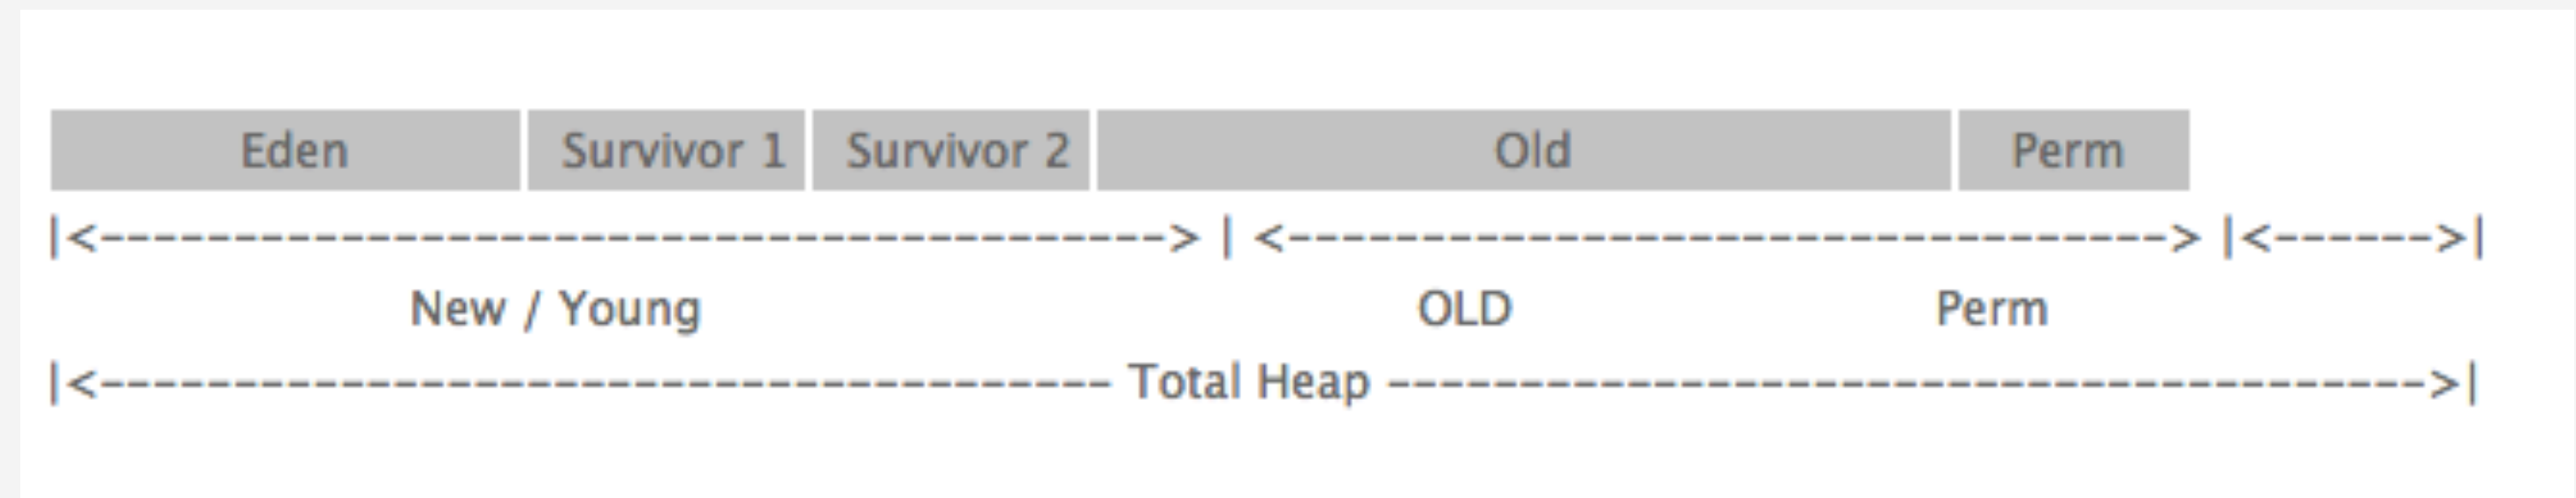 Eden Survivor 1 Survivor 2 Old Perm
|<---------------------------------------->| <--------------------------------->|<------>|
New / Young OLD Perm
|<-------------------------------------- Total Heap --------------------------------------->|